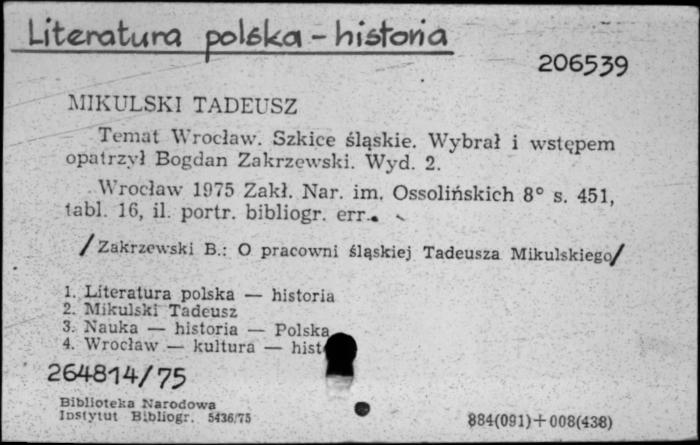 Literatura polska - historia
206539
MIKULSKI TADEUSZ
Temat Wrocław. Szkice śląskie. Wybrał i wstępem
opatrzył Bogdan Zakrzewski. Wyd. 2.
Wrocław 1975 Zakł. Nar. im. Ossolińskich 8° s. 451,
tabl. 16, il. portr. bibliogr. err.
/Zakrzewski B.: O pracowni śląskiej Tadeusza Mikulskiego/
1. Literatura polska — historia
2. Mikulski Tadeusz
3. Nauka — historia — Polska
4. Wrocław — kultura — hist
264814/75
Biblioteka Narodowa
Instytut Bibliogr. 5436/75
884(091)+008(438)